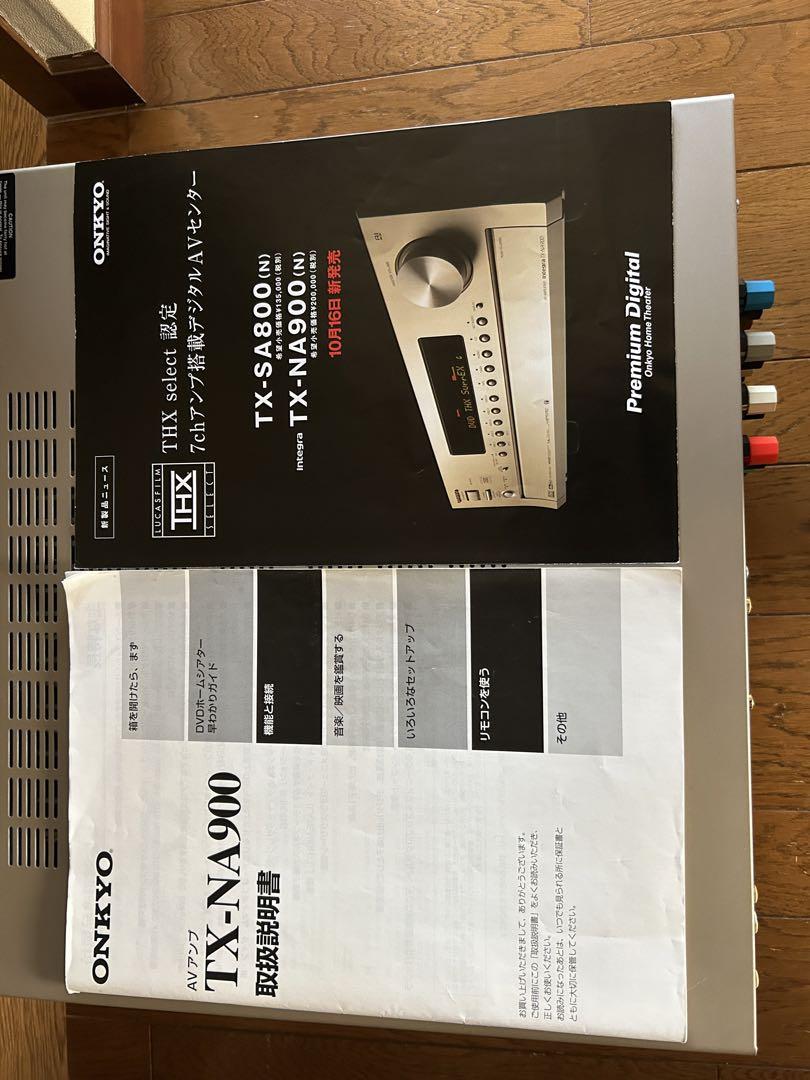 ONKYO
IMAGINATIVE SIGHT & SOUND
新製品ニュース
LUCASFILM
THX
SELECT
THX select 認定
7chアンプ搭載デジタルAVセンター
TX-SA800(N)
希望小売価格¥135,000(税別)
Integra TX-NA900(N)
希望小売価格¥200,000(税別)
10月16日 新発売
DVD THX SurrEX
Premium Digital
Onkyo Home Theater
CAUTION
ONKYO
AVアンプ
TX-NA900
取扱説明書
箱を開けたら、まず
DVDホームシアター
早わかりガイド
機能と接続
音楽/映画を鑑賞する
いろいろなセットアップ
リモコンを使う
その他
お買い上げいただきまして、ありがとうございます。
ご使用前にこの「取扱説明書」をよくお読みいただき、
正しくお使いください。
お読みになったあとは、いつでも見られる所に保証書と
ともに大切に保管してください。